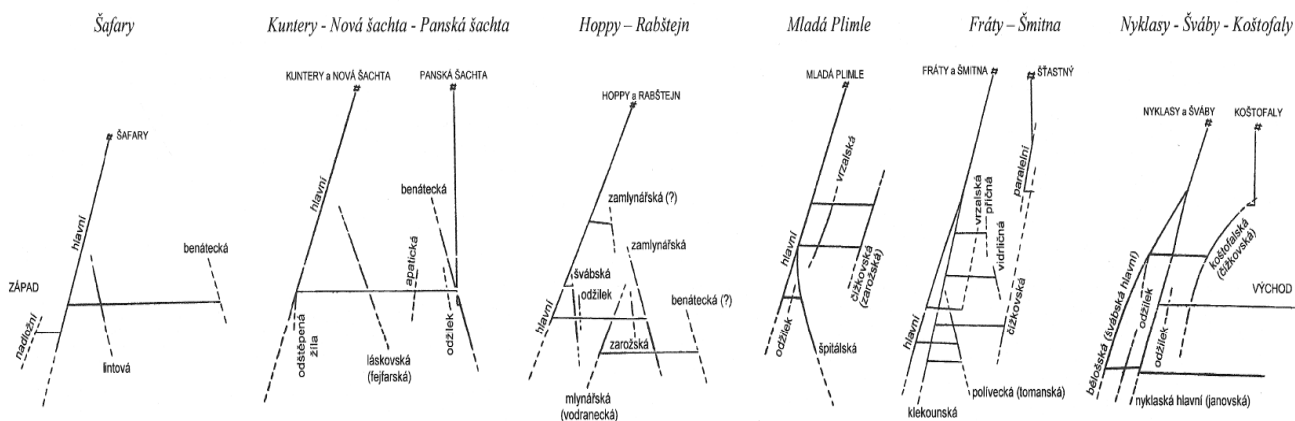 Šafary
Kuntery - Nová šachta - Panská šachta
Hoppy – Rabštejn
Mladá Plimle
Fráty – Šmitna
Nyklasy - Šváby - Koštofaly
ŠAFARY
hlavní
benátecká
ZÁPAD
nadložní
lintová
KUNTERY a NOVÁ ŠACHTA
PANSKÁ ŠACHTA
hlavní
benátecká
apatická
odštěpená
žíla
láskovská
(fejfarská)
odžilek
HOPPY a RABŠTEJN
zamlynářská (?)
zamlynářská
švábská
odžilek
benátecká (?)
hlavní
zarožská
mlynářská
(vodranecká)
MLADÁ PLIMLE
vrzalská
hlavní
čížkovská
(zarožská)
odžilek
špitálská
FRÁTY a ŠMITNA
ŠŤASTNÝ
paralelní
vrzalská
příčná
vidrličná
čížkovská
hlavní
polívecká (tomanská)
klekounská
NYKLASY a ŠVÁBY
KOŠTOFALY
koštofalská
(čížkovská)
VÝCHOD
bělošská (švábská hlavní)
odžilek
odžilek
nyklaská hlavní (janovská)